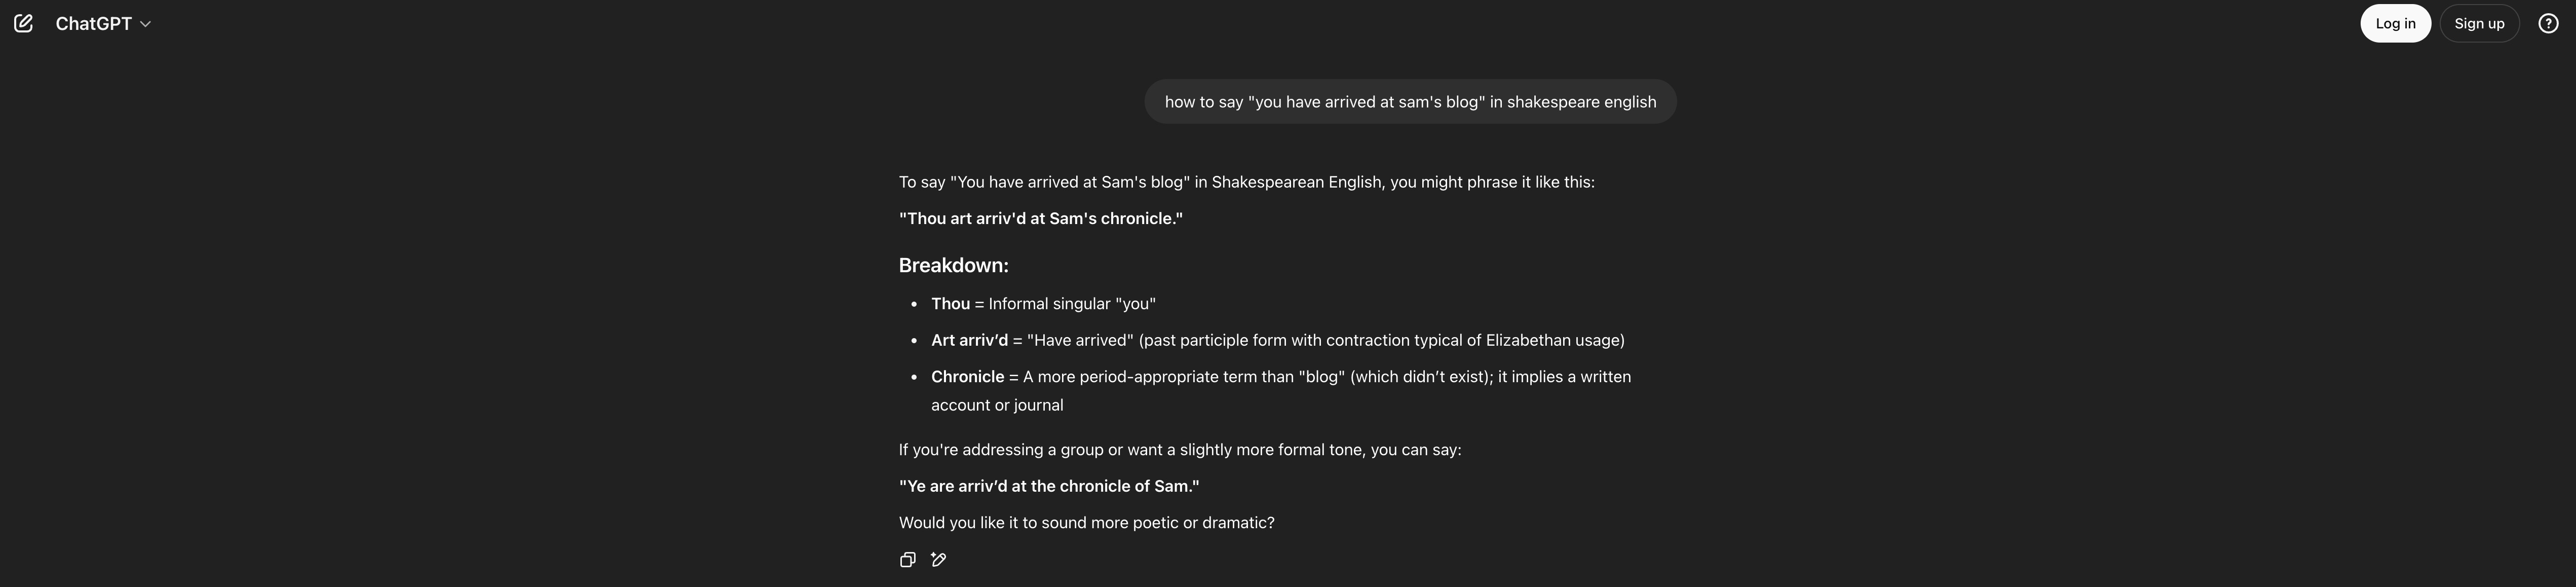 ChatGPT
Log in
Sign up
how to say "you have arrived at sam's blog" in shakespeare english
To say "You have arrived at Sam's blog" in Shakespearean English, you might phrase it like this:
"Thou art arriv'd at Sam's chronicle."
Breakdown:
• Thou = Informal singular "you"
• Art arriv’d = "Have arrived" (past participle form with contraction typical of Elizabethan usage)
• Chronicle = A more period-appropriate term than "blog" (which didn’t exist); it implies a written
account or journal
If you're addressing a group or want a slightly more formal tone, you can say:
"Ye are arriv’d at the chronicle of Sam."
Would you like it to sound more poetic or dramatic?